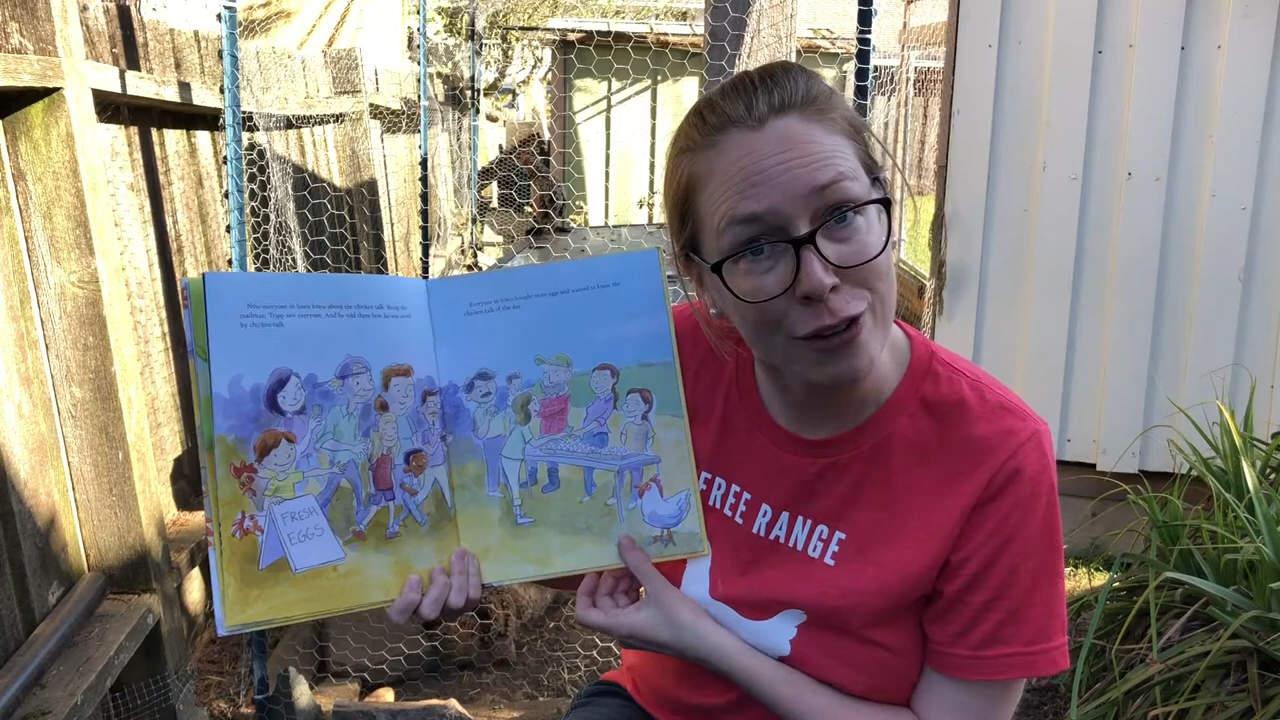 Now everyone in town knew about the chicken talk. Being the
mailman, Tripp saw everyone. And he told them how he was saved
by chicken talk.
Everyone in town bought more eggs and wanted to know the
chicken talk of the day.
FRESH
EGGS
FREE RANGE